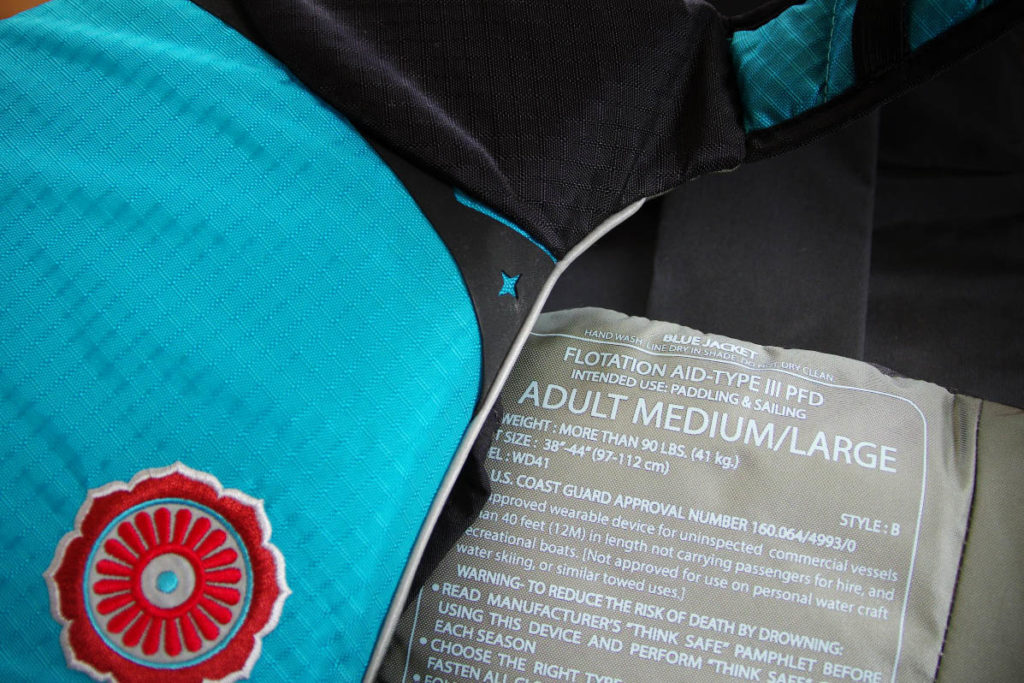 BLUE JACKET
HAND WASH, LINE DRY IN SHADE, DO NOT DRY CLEAN.
FLOTATION AID-TYPE III PFD
INTENDED USE: PADDLING & SAILING
ADULT MEDIUM/LARGE
WEIGHT : MORE THAN 90 LBS. (41 kg.)
T SIZE : 38"-44" (97-112 cm)
EL : WD41
STYLE : B
U.S. COAST GUARD APPROVAL NUMBER 160.064/4993/0
pproved wearable device for uninspected commercial vessels
an 40 feet (12M) in length not carrying passengers for hire, and
creational boats. [Not approved for use on personal water craft
water skiing, or similar towed uses.]
WARNING- TO REDUCE THE RISK OF DEATH BY DROWNING:
• READ MANUFACTURER'S "THINK SAFE" PAMPHLET BEFORE
USING THIS DEVICE AND PERFORM "THINK SAFE"
EACH SEASON
• CHOOSE THE RIGHT TYPE
FASTEN ALL